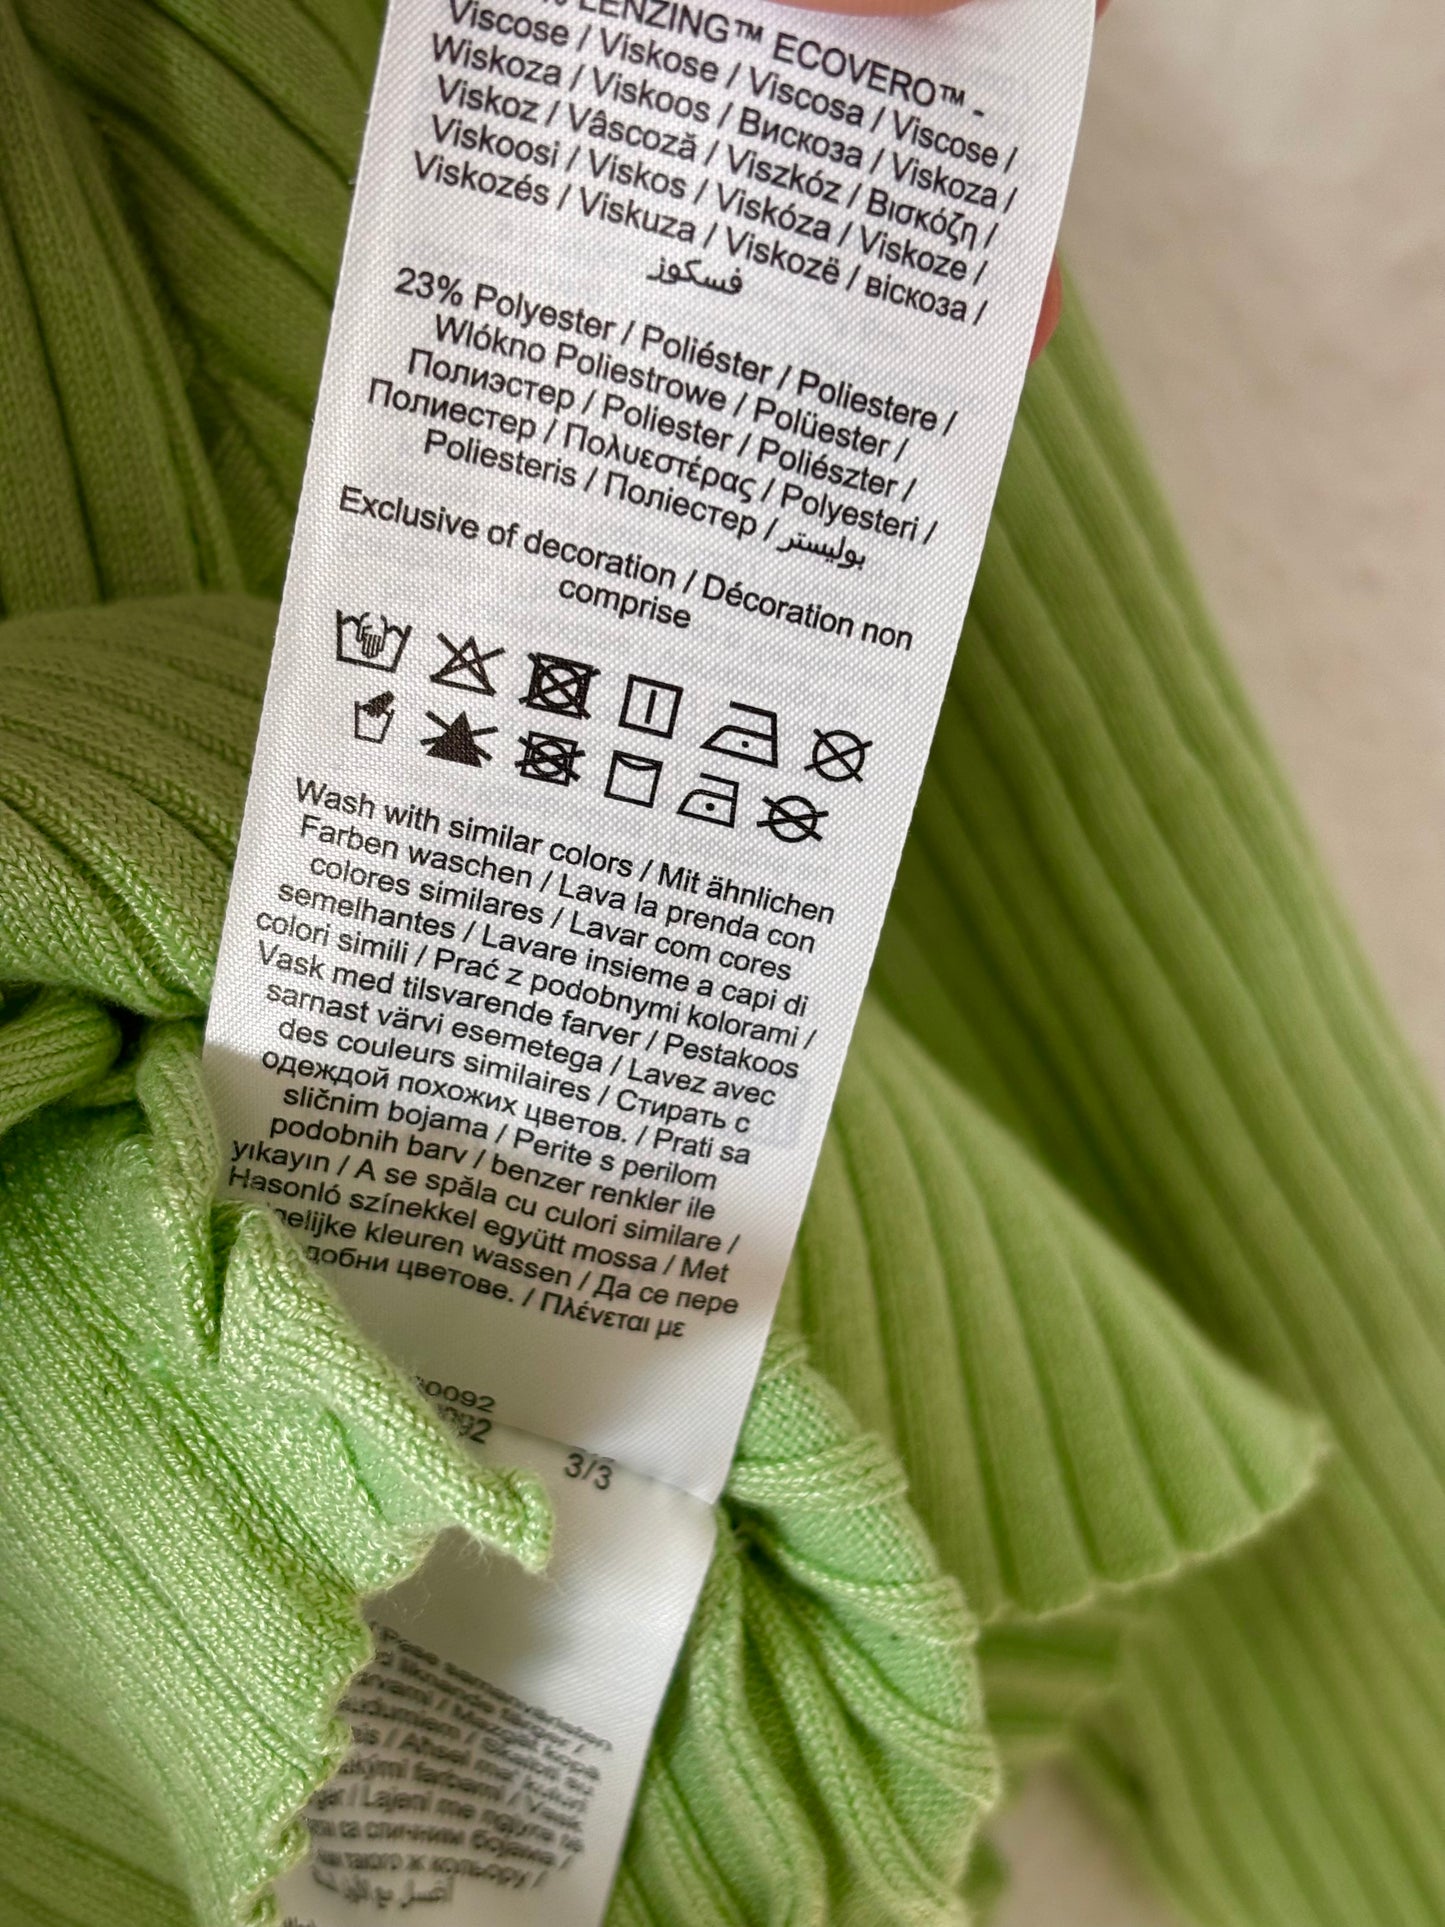 % LENZING™ ECOVERO™ -
Viscose / Viskose / Viscosa / Viscose /
Wiskoza / Viskoos / Вискоза / Viskoza /
Viskoz / Vâscoză / Viszkóz / Βισκόζη /
Viskoosi / Viskos / Viskóza / Viskoze /
Viskozés / Viskuza / Viskozë / віскоза /
فسكوز
23% Polyester / Poliéster / Poliestere /
Wlókno Poliestrowe / Polüester /
Полиэстер / Poliester / Poliészter /
Полиестер / Πολυεστέρας / Polyesteri /
Poliesteris / Поліестер / بوليستر
Exclusive of decoration / Décoration non
comprise
Wash with similar colors / Mit ähnlichen
Farben waschen / Lava la prenda con
colores similares / Lavar com cores
semelhantes / Lavare insieme a capi di
colori simili / Prać z podobnymi kolorami /
Vask med tilsvarende farver / Pestakoos
sarnast värvi esemetega / Lavez avec
des couleurs similaires / Стирать с
одеждой похожих цветов. / Prati sa
sličnim bojama / Perite s perilom
podobnih barv / benzer renkler ile
yıkayın / A se spăla cu culori similare /
Hasonló színekkel együtt mossa / Met
gelijke kleuren wassen / Да се пере
добни цветове. / Πλένεται με
0092
092
3/3